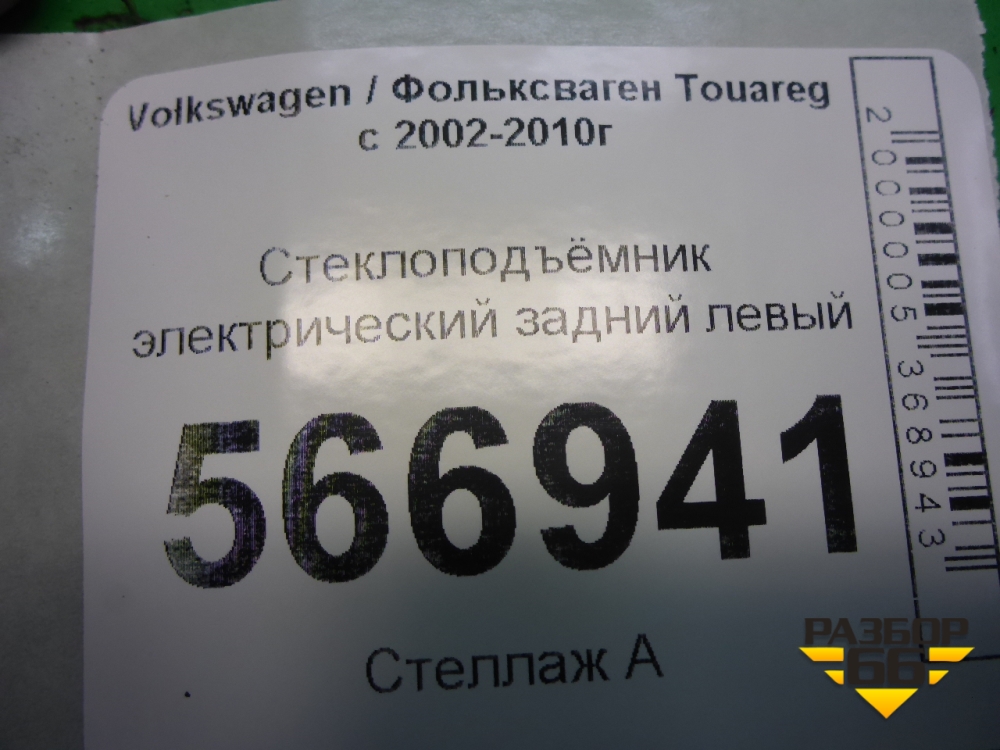 Volkswagen / Фольксваген Touareg
с 2002-2010г
Стеклоподъёмник
электрический задний левый
566941
Стеллаж А
2000005368943
РАЗБОР
66